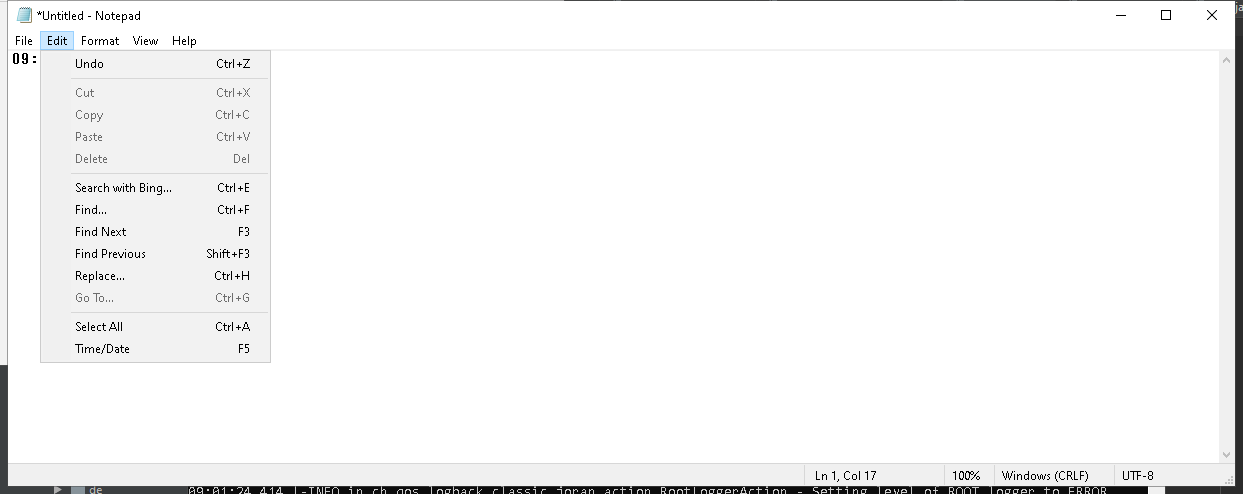 *Untitled - Notepad
File Edit Format View Help
09:
Undo Ctrl+Z
Cut Ctrl+X
Copy Ctrl+C
Paste Ctrl+V
Delete Del
Search with Bing... Ctrl+E
Find... Ctrl+F
Find Next F3
Find Previous Shift+F3
Replace... Ctrl+H
Go To... Ctrl+G
Select All Ctrl+A
Time/Date F5
Ln 1, Col 17 100% Windows (CRLF) UTF-8
de 09:01:24,414 |-INFO in ch.qos.logback.classic.joran.action.RootLoggerAction - Setting level of ROOT logger to ERROR